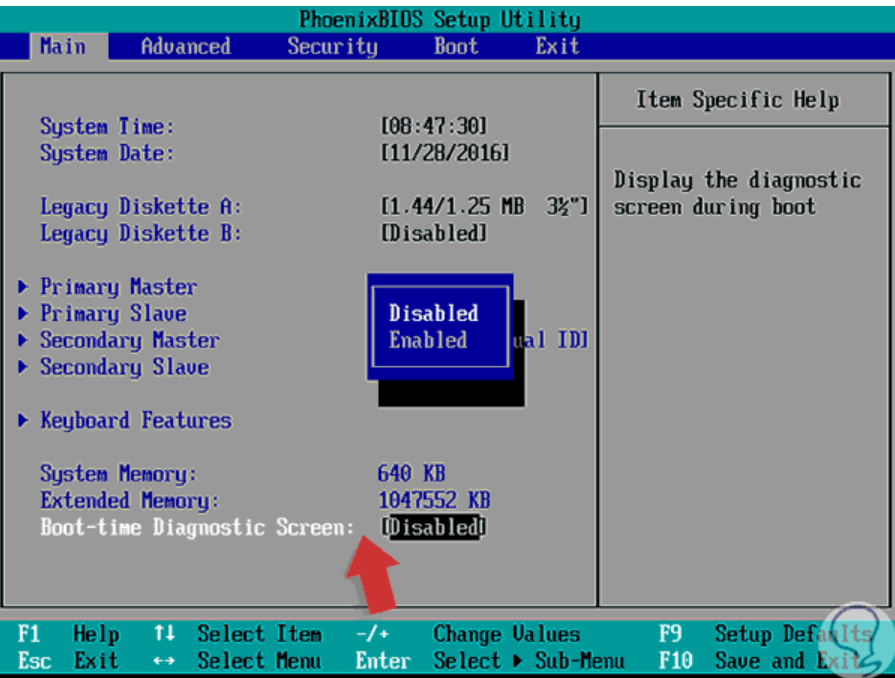 PhoenixBIOS Setup Utility
Main Advanced Security Boot Exit
Item Specific Help
System Time: [08:47:30]
System Date: [11/28/2016]
Display the diagnostic
screen during boot
Legacy Diskette A: [1.44/1.25 MB 3½"]
Legacy Diskette B: [Disabled]
▶ Primary Master
▶ Primary Slave
▶ Secondary Master ual ID]
▶ Secondary Slave
Disabled
Enabled
▶ Keyboard Features
System Memory: 640 KB
Extended Memory: 1047552 KB
Boot-time Diagnostic Screen: [Disabled]
F1 Help ↑↓ Select Item -/+ Change Values F9 Setup Defaults
Esc Exit ↔ Select Menu Enter Select ▶ Sub-Menu F10 Save and Exit